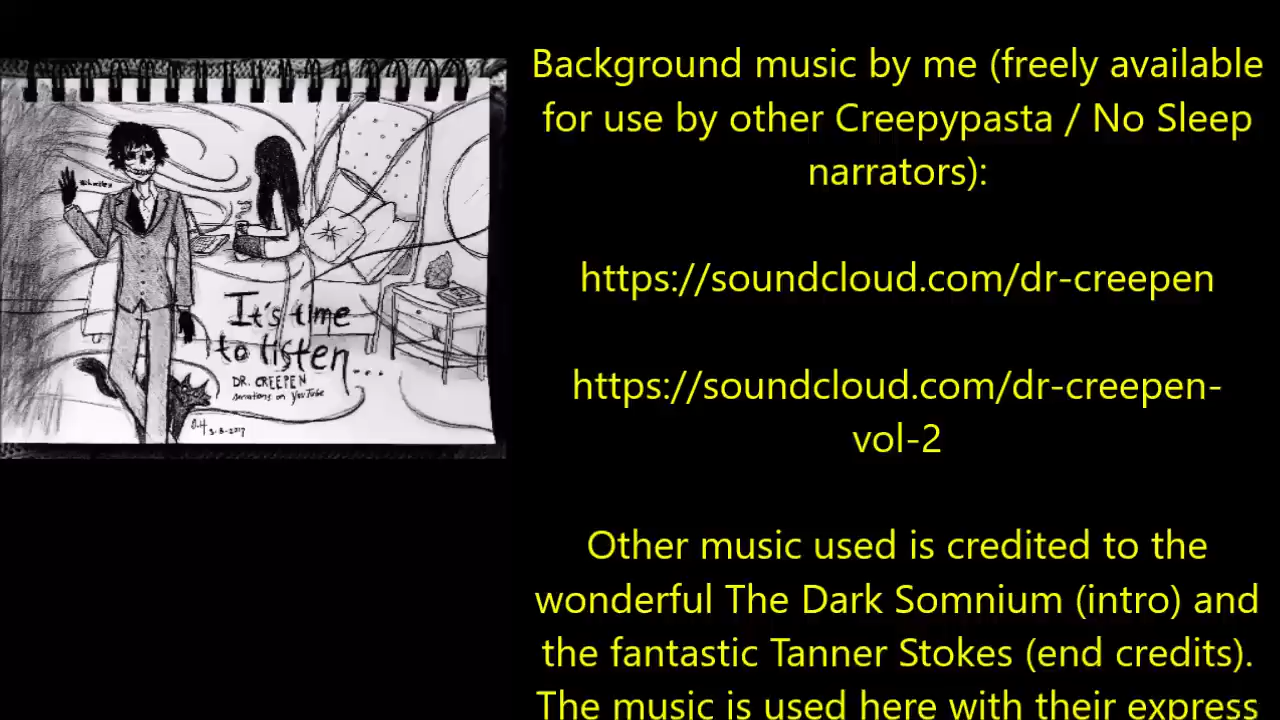 Background music by me (freely available
for use by other Creepypasta / No Sleep
narrators):
https://soundcloud.com/dr-creepen
https://soundcloud.com/dr-creepen-
vol-2
Other music used is credited to the
wonderful The Dark Somnium (intro) and
the fantastic Tanner Stokes (end credits).
The music is used here with their express
It's time
to listen...
DR. CREEPEN
narrations on YouTube
3-3-2017